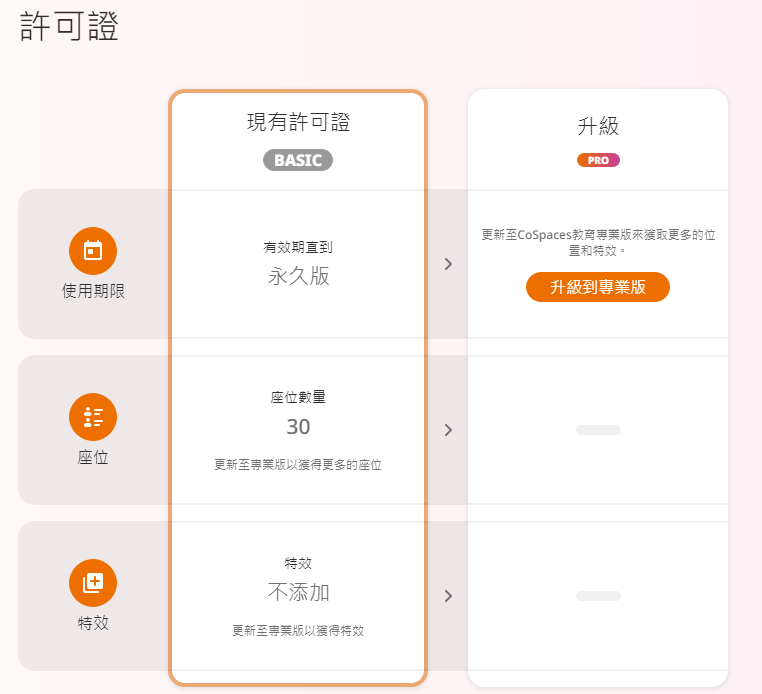 許可證
現有許可證
BASIC
升級
PRO
使用期限
有效期直到
永久版
更新至CoSpaces教育專業版來獲取更多的位
置和特效。
升級到專業版
座位
座位數量
30
更新至專業版以獲得更多的座位
特效
特效
不添加
更新至專業版以獲得特效